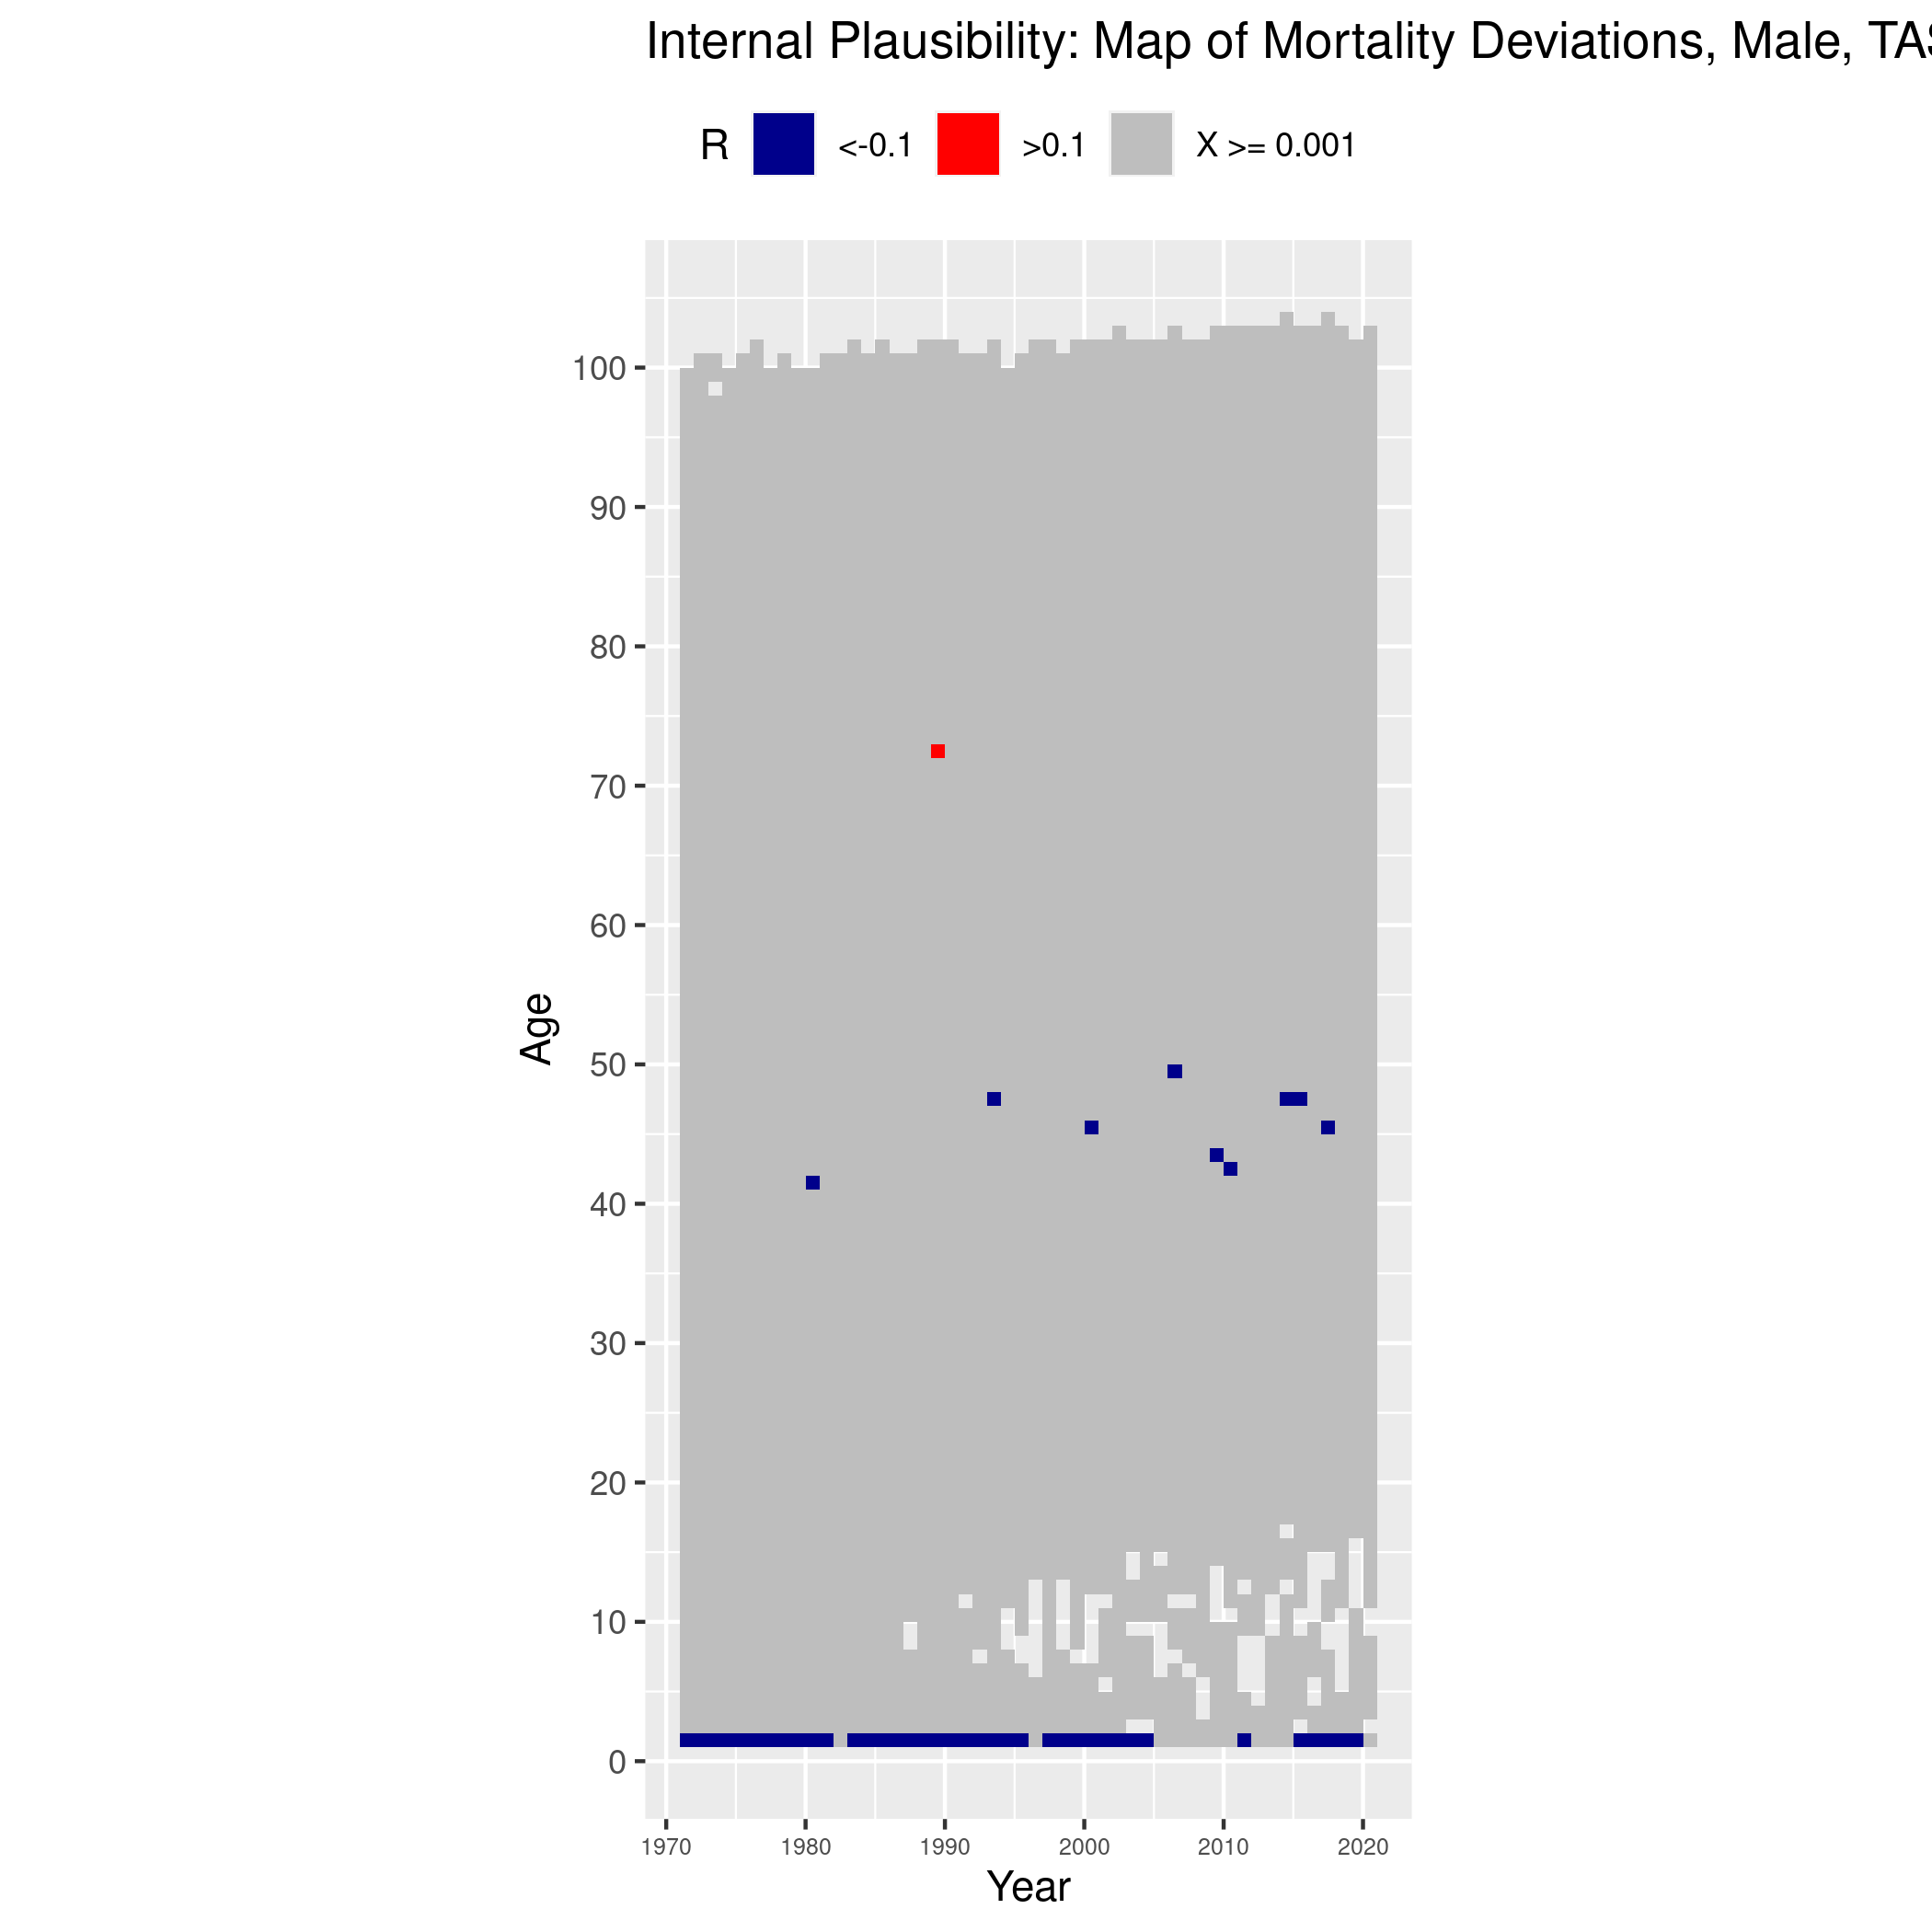 Internal Plausibility: Map of Mortality Deviations, Male, TAS
R <-0.1 >0.1 X >= 0.001
100
90
80
70
60
50
40
30
20
10
0
Age
1970 1980 1990 2000 2010 2020
Year